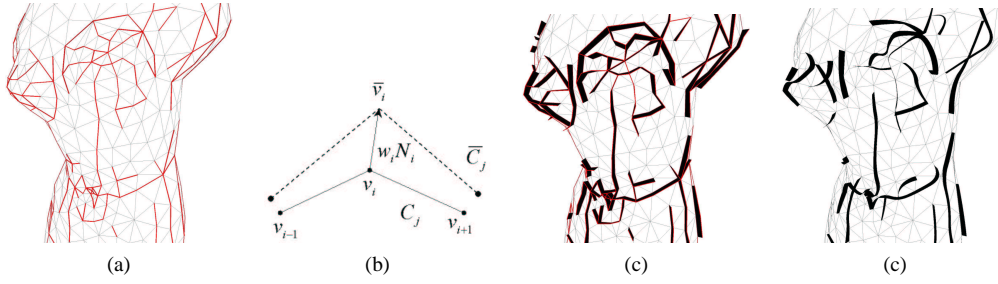 v̅ᵢ
wᵢNᵢ
C̅ⱼ
vᵢ
Cⱼ
vᵢ₋₁
vᵢ₊₁
(a) (b) (c) (c)